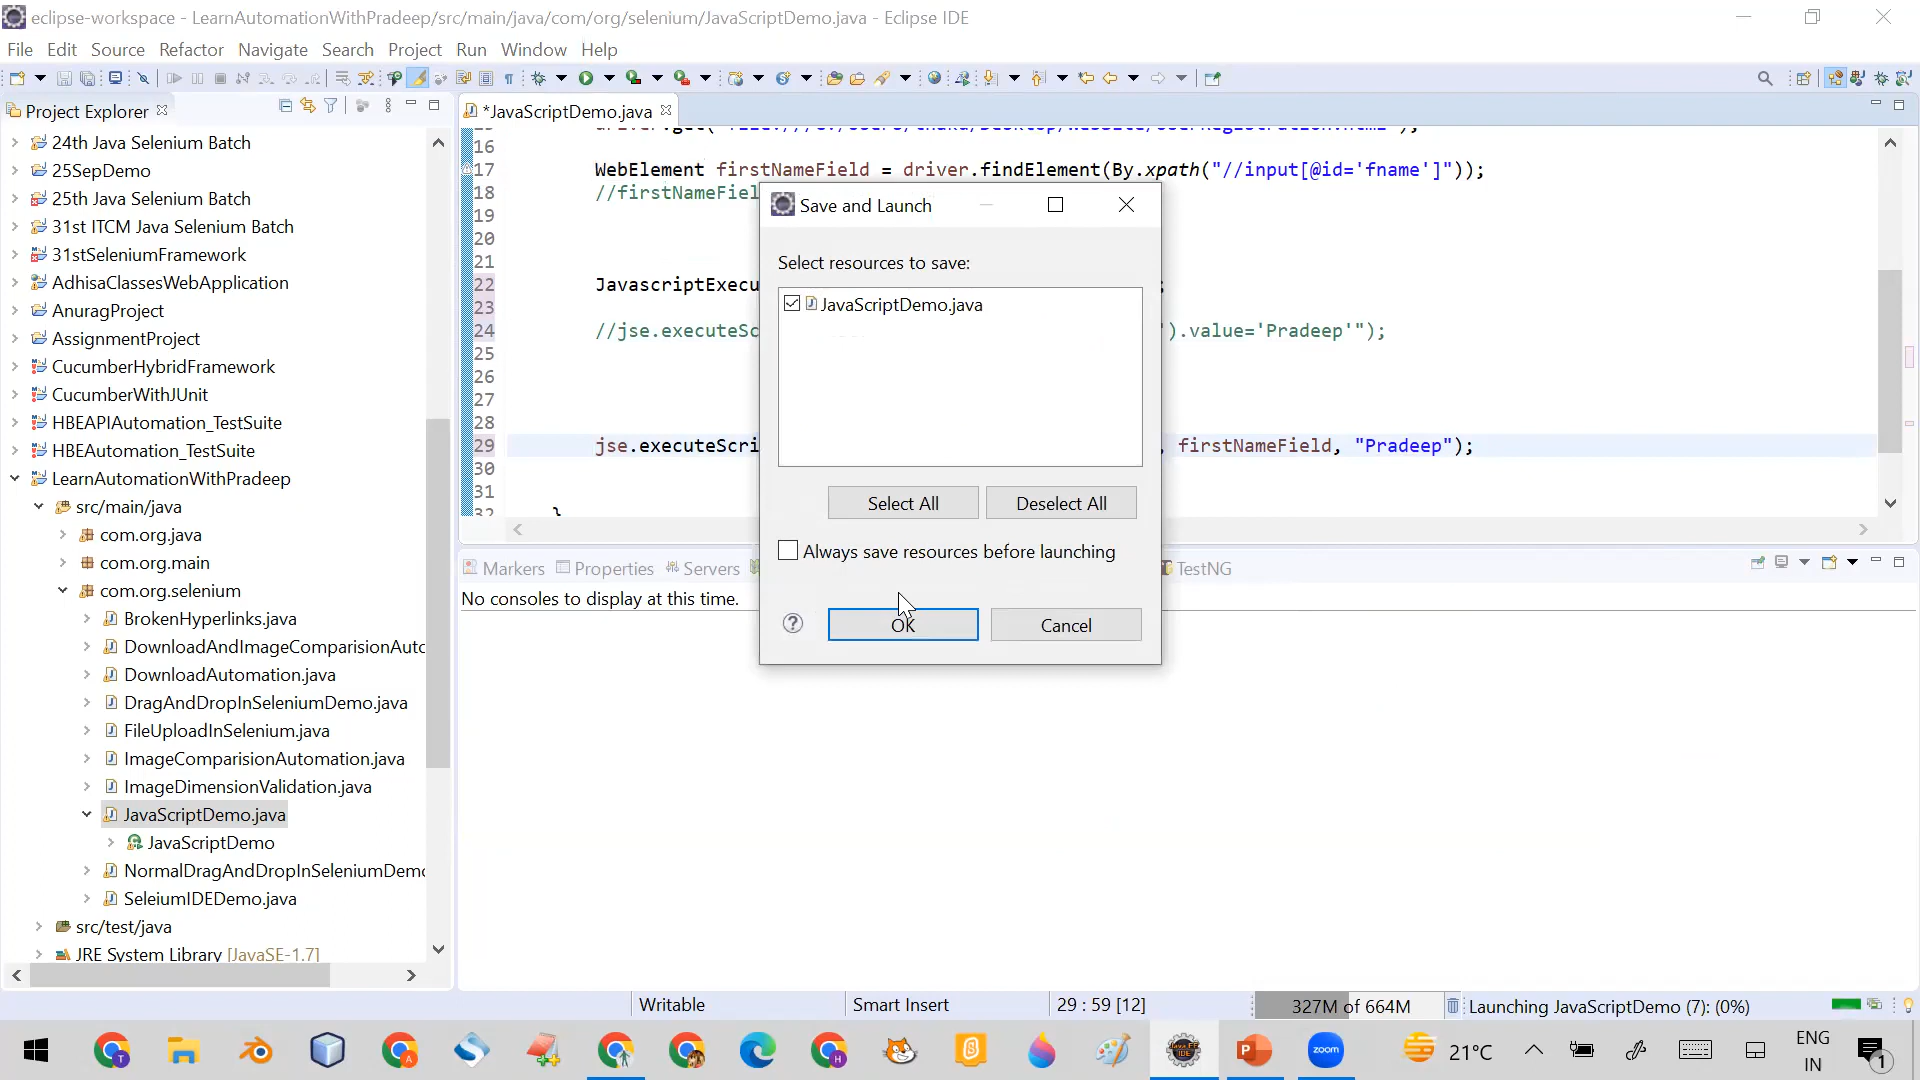 eclipse-workspace - LearnAutomationWithPradeep/src/main/java/com/org/selenium/JavaScriptDemo.java - Eclipse IDE
File Edit Source Refactor Navigate Search Project Run Window Help
Project Explorer
*JavaScriptDemo.java
24th Java Selenium Batch
25SepDemo
25th Java Selenium Batch
31st ITCM Java Selenium Batch
31stSeleniumFramework
AdhisaClassesWebApplication
AnuragProject
AssignmentProject
CucumberHybridFramework
CucumberWithJUnit
HBEAPIAutomation_TestSuite
HBEAutomation_TestSuite
LearnAutomationWithPradeep
src/main/java
com.org.java
com.org.main
com.org.selenium
BrokenHyperlinks.java
DownloadAndImageComparisionAuto
DownloadAutomation.java
DragAndDropInSeleniumDemo.java
FileUploadInSelenium.java
ImageComparisionAutomation.java
ImageDimensionValidation.java
JavaScriptDemo.java
JavaScriptDemo
NormalDragAndDropInSeleniumDemo
SeleiumIDEDemo.java
src/test/java
JRE System Library [JavaSE-1.7]
16
17 WebElement firstNameField = driver.findElement(By.xpath("//input[@id='fname']"));
18 //firstNameFiel
19
20
21
22 JavascriptExecu ;
23
24 //jse.executeSc ').value='Pradeep'");
25
26
27
28
29 jse.executeScri , firstNameField, "Pradeep");
30
31
32 }
Save and Launch
Select resources to save:
JavaScriptDemo.java
Select All Deselect All
Always save resources before launching
OK Cancel
Markers Properties Servers TestNG
No consoles to display at this time.
Writable Smart Insert 29 : 59 [12] 327M of 664M Launching JavaScriptDemo (7): (0%)
zoom
21°C
ENG
IN
1